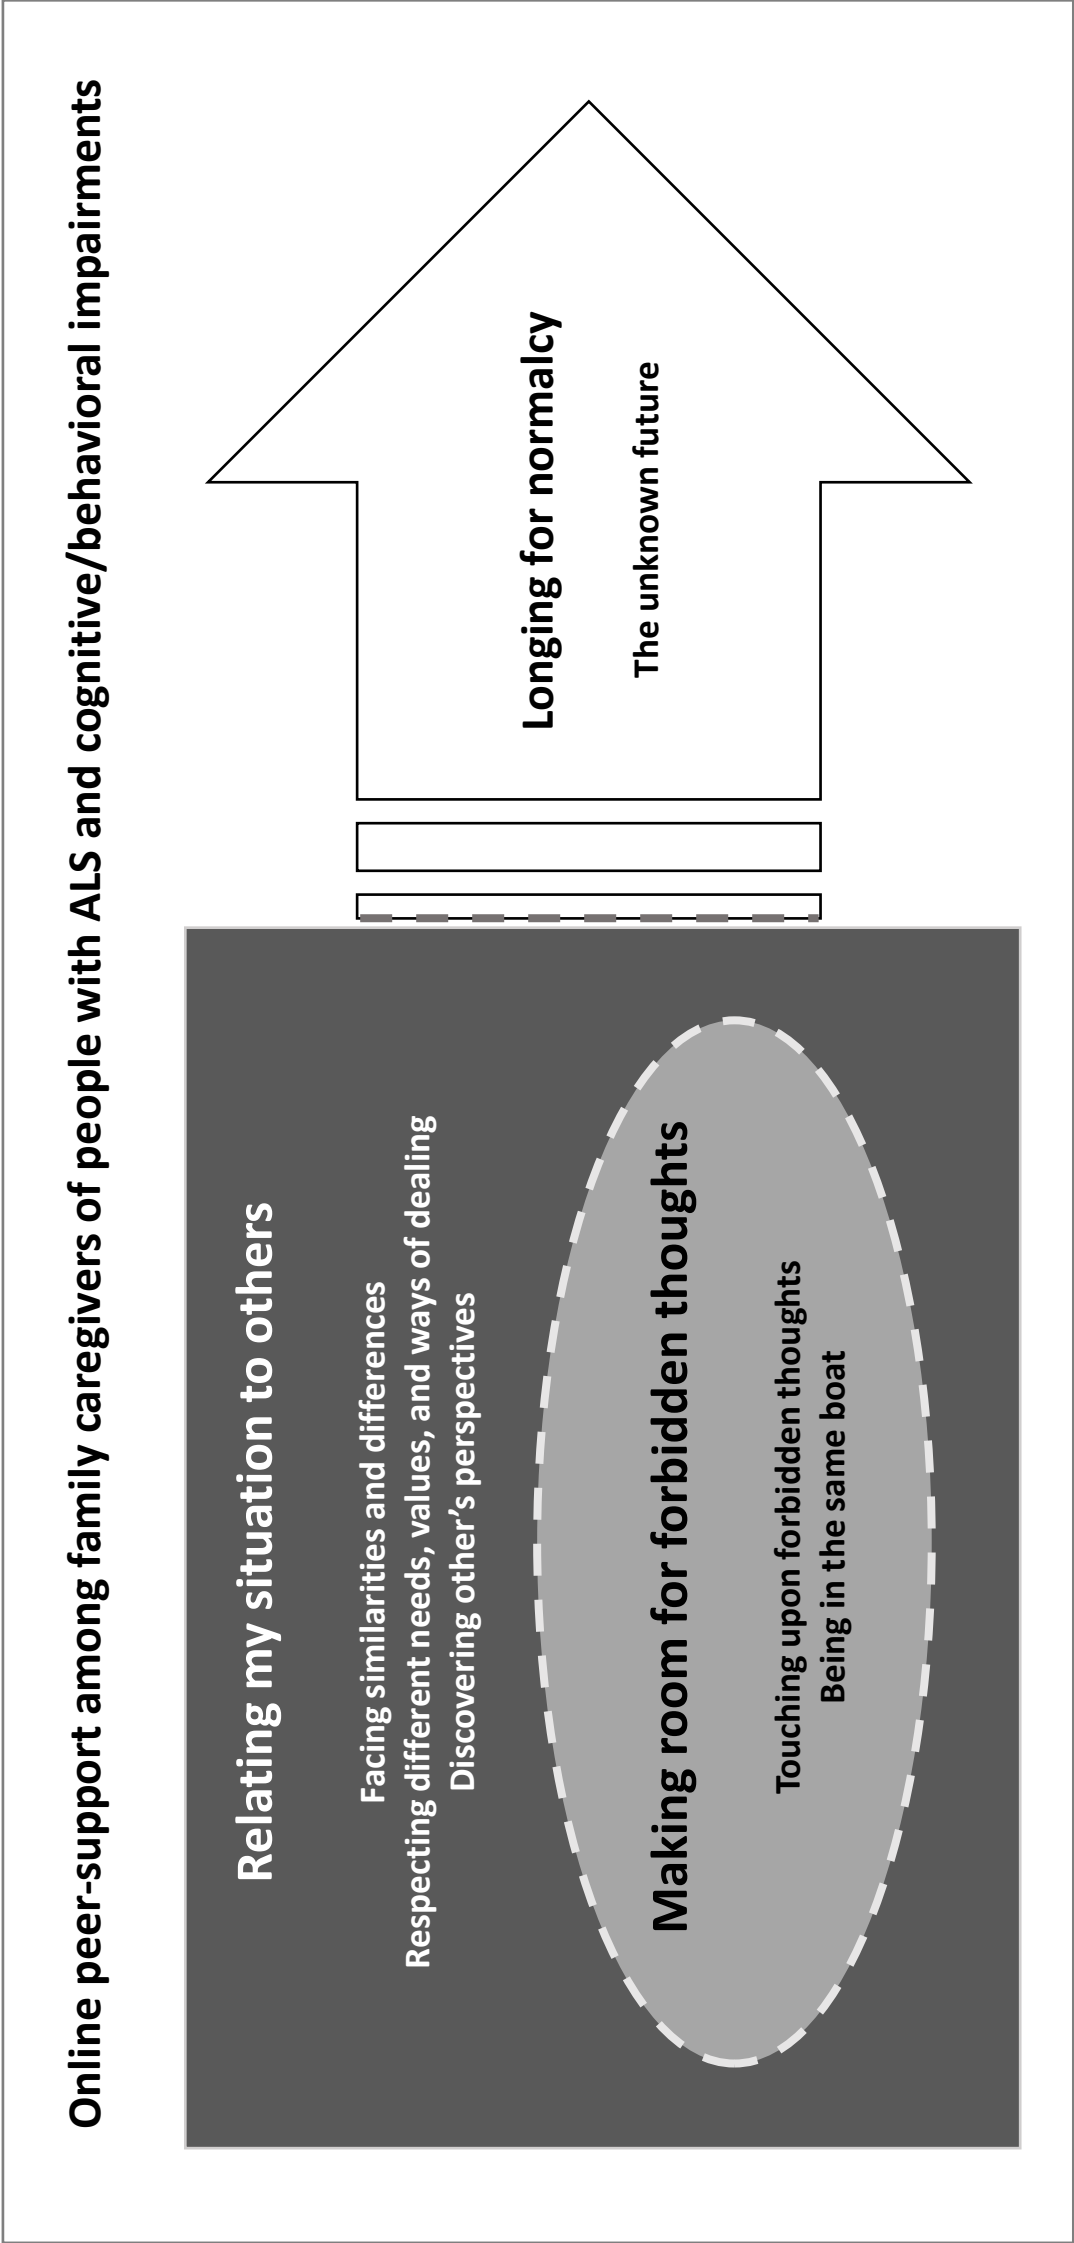 Online peer-support among family caregivers of people with ALS and cognitive/behavioral impairments
Relating my situation to others
Facing similarities and differences
Respecting different needs, values, and ways of dealing
Discovering other’s perspectives
Making room for forbidden thoughts
Touching upon forbidden thoughts
Being in the same boat
Longing for normalcy
The unknown future